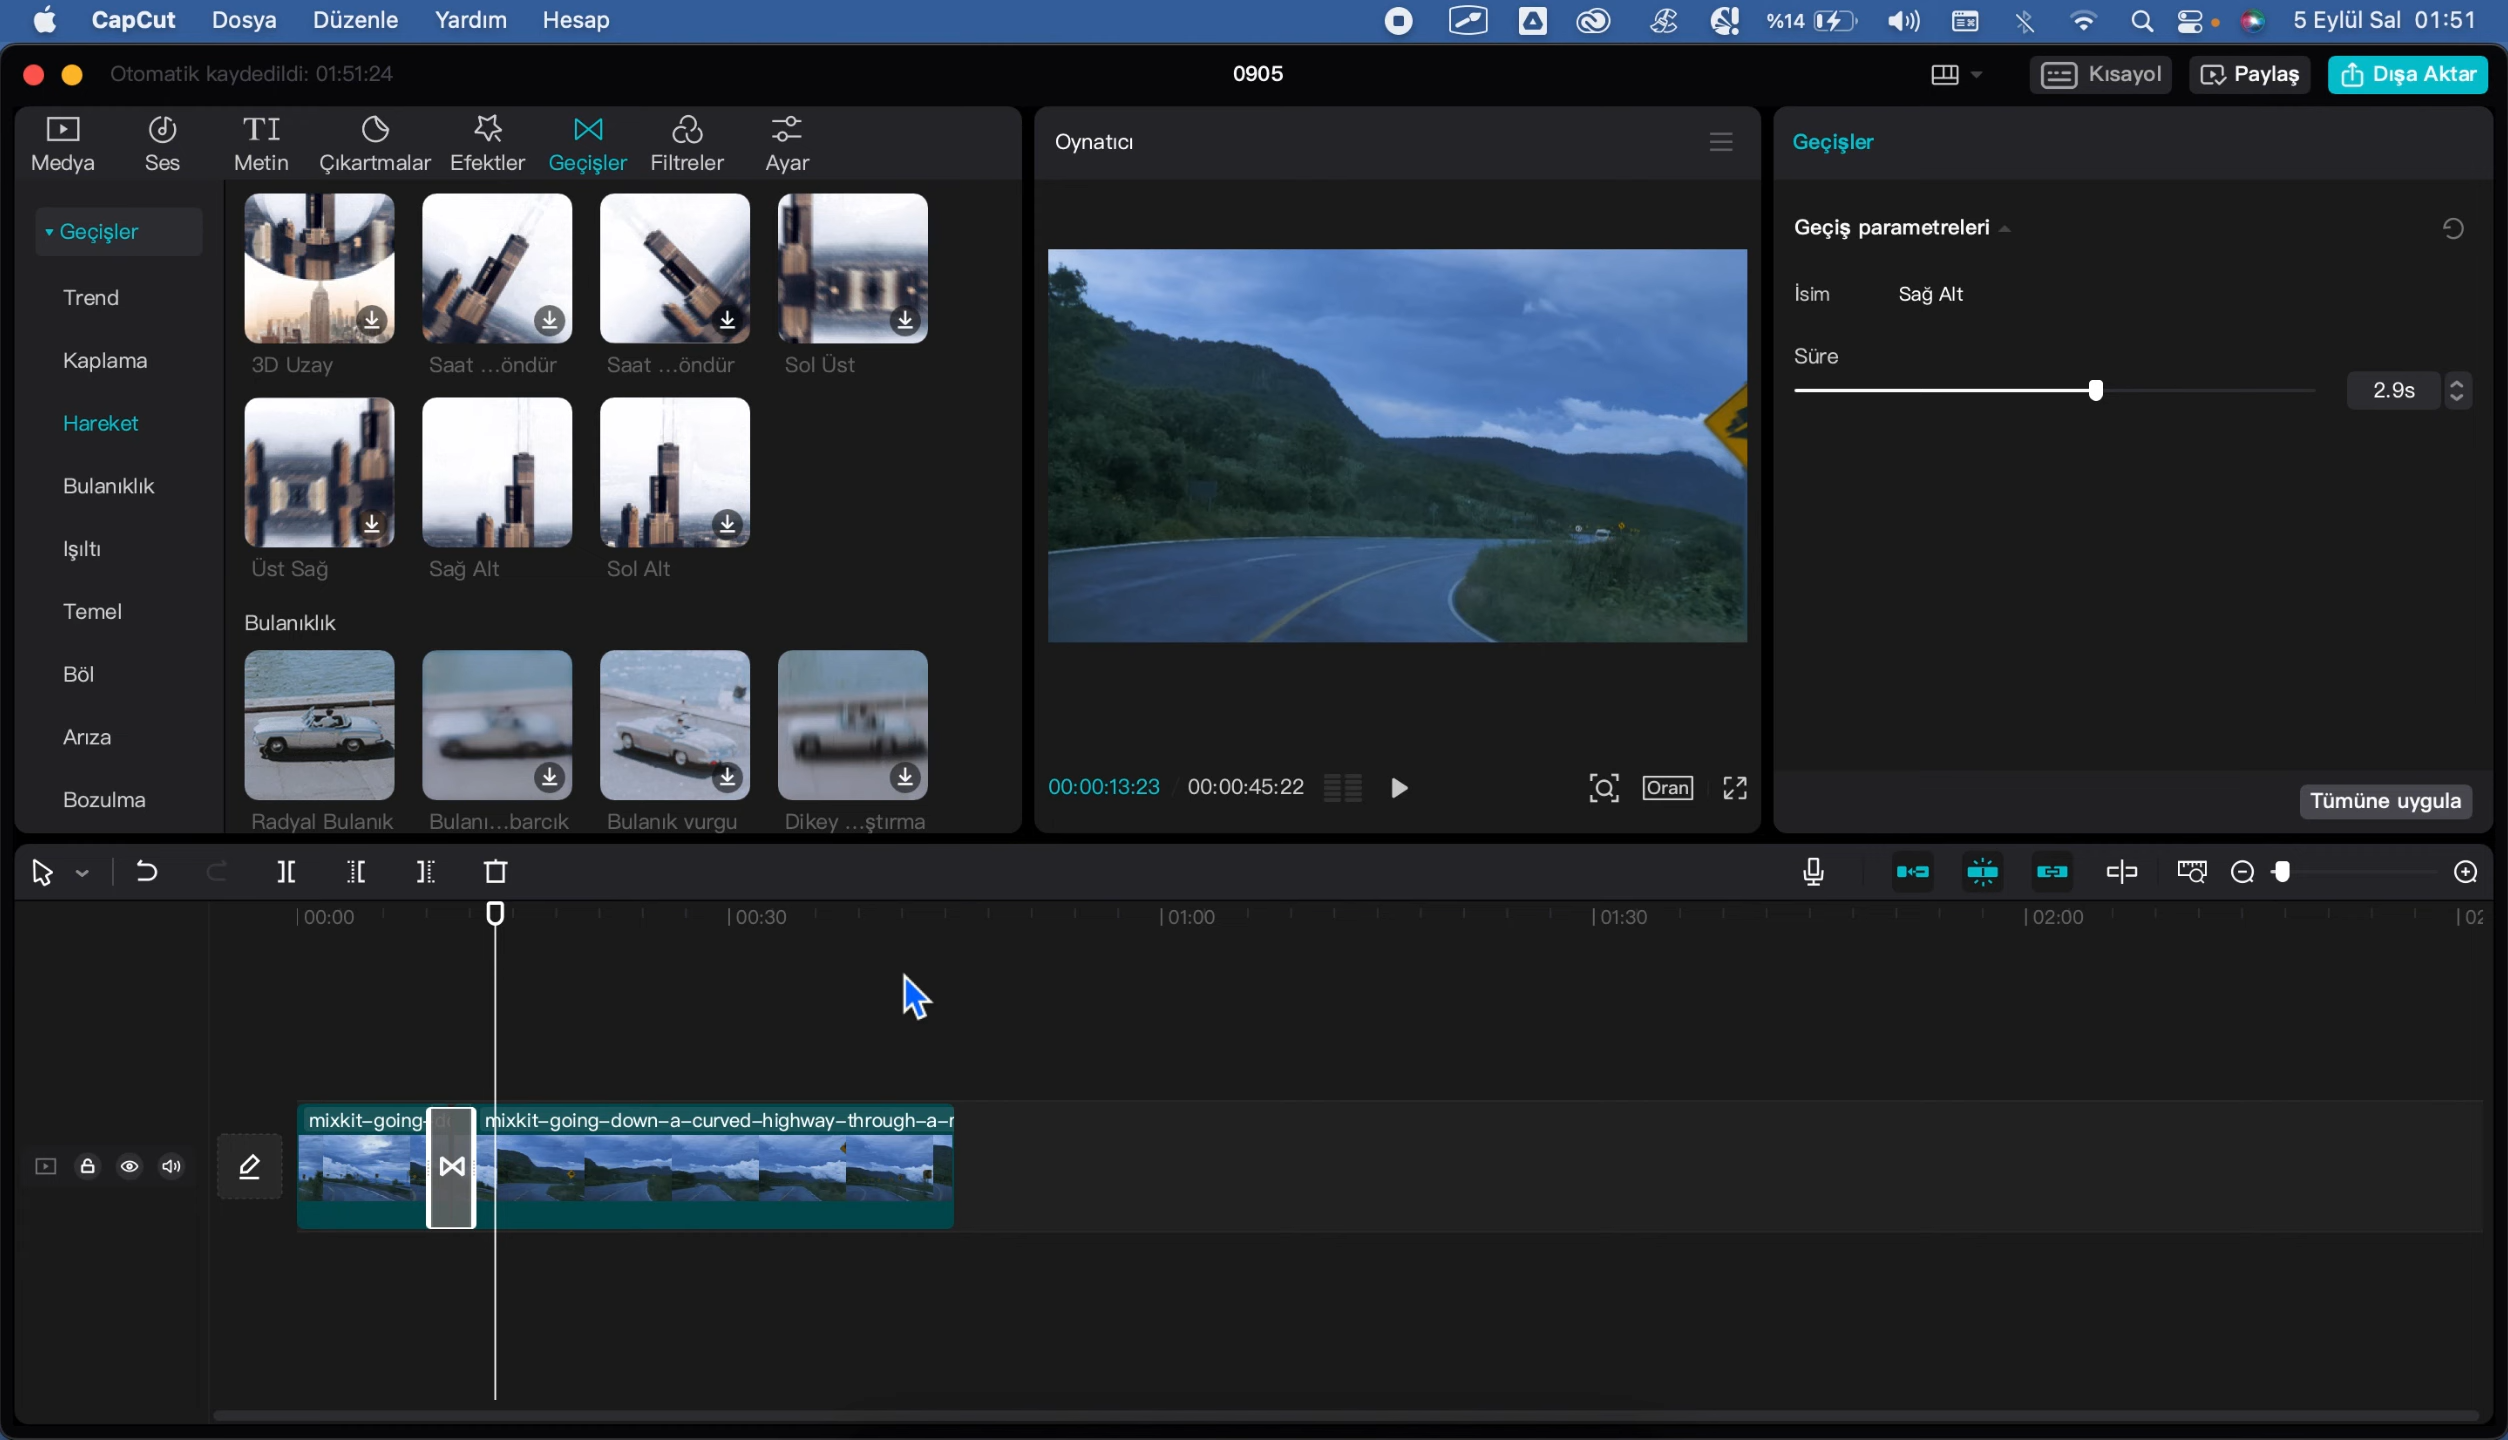 CapCut Dosya Düzenle Yardım Hesap %14 5 Eylül Sal 01:51
Otomatik kaydedildi: 01:51:24 0905 Kısayol Paylaş Dışa Aktar
Medya Ses Metin Çıkartmalar Efektler Geçişler Filtreler Ayar
Geçişler
Trend
Kaplama
Hareket
Bulanıklık
Işıltı
Temel
Böl
Arıza
Bozulma
3D Uzay Saat ...öndür Saat ...öndür Sol Üst
Üst Sağ Sağ Alt Sol Alt
Bulanıklık
Radyal Bulanık Bulanı...barcık Bulanık vurgu Dikey ...ştırma
Oynatıcı
00:00:13:23 00:00:45:22 Oran
Geçişler
Geçiş parametreleri
İsim Sağ Alt
Süre
2.9s
Tümüne uygula
00:00 00:30 01:00 01:30 02:00
mixkit-going- mixkit-going-down-a-curved-highway-through-a-